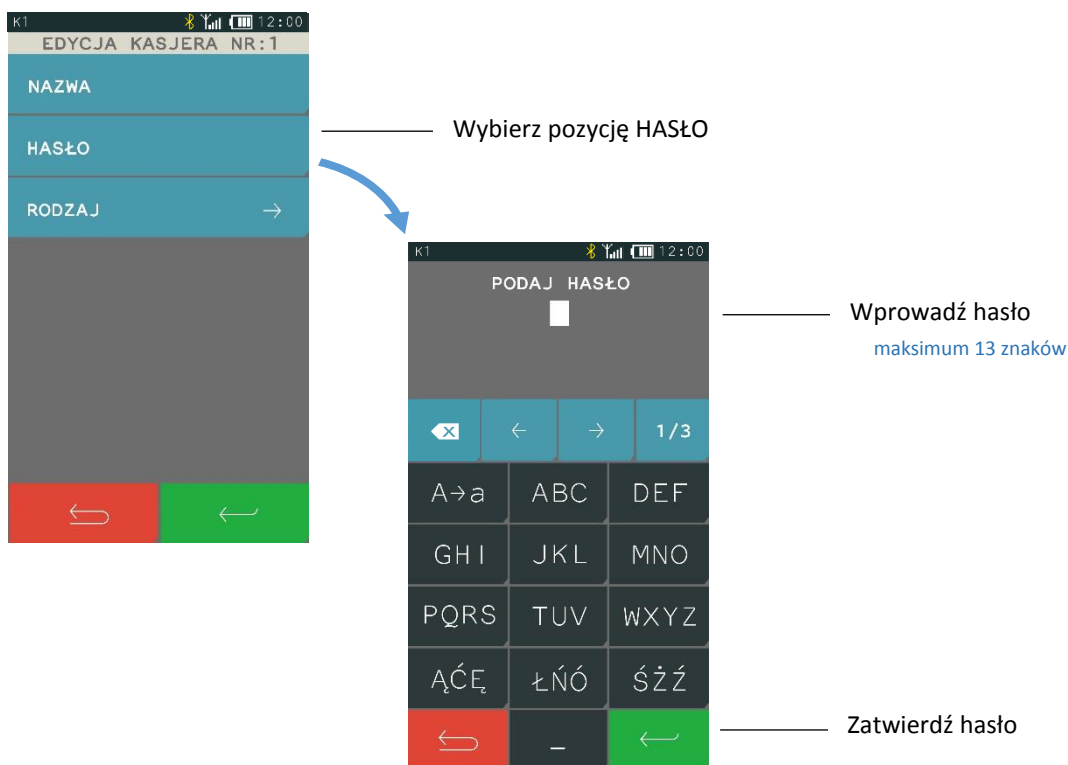 K1 12:00
EDYCJA KASJERA NR:1
NAZWA
HASŁO
RODZAJ →
Wybierz pozycję HASŁO
K1 12:00
PODAJ HASŁO
Wprowadź hasło
maksimum 13 znaków
← → 1/3
A→a ABC DEF
GHI JKL MNO
PQRS TUV WXYZ
ĄĆĘ ŁŃÓ ŚŻŹ
_
Zatwierdź hasło